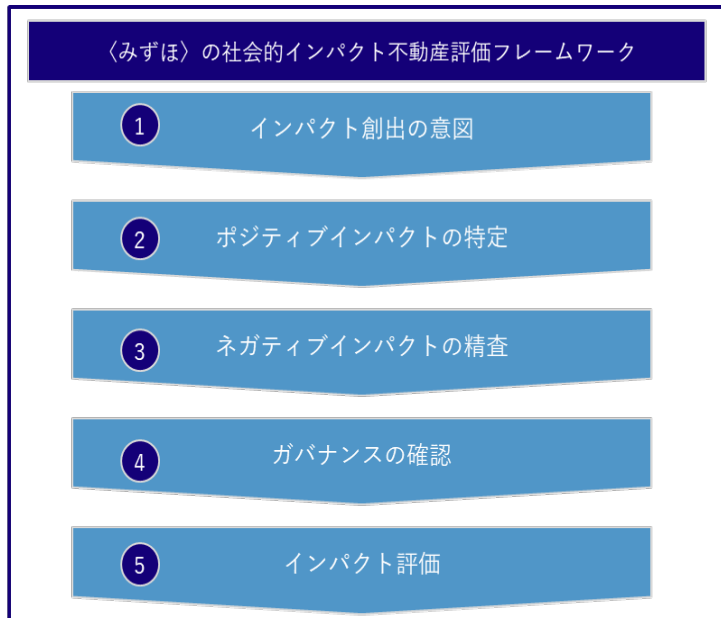 〈みずほ〉の社会的インパクト不動産評価フレームワーク
1 インパクト創出の意図
2 ポジティブインパクトの特定
3 ネガティブインパクトの精査
4 ガバナンスの確認
5 インパクト評価